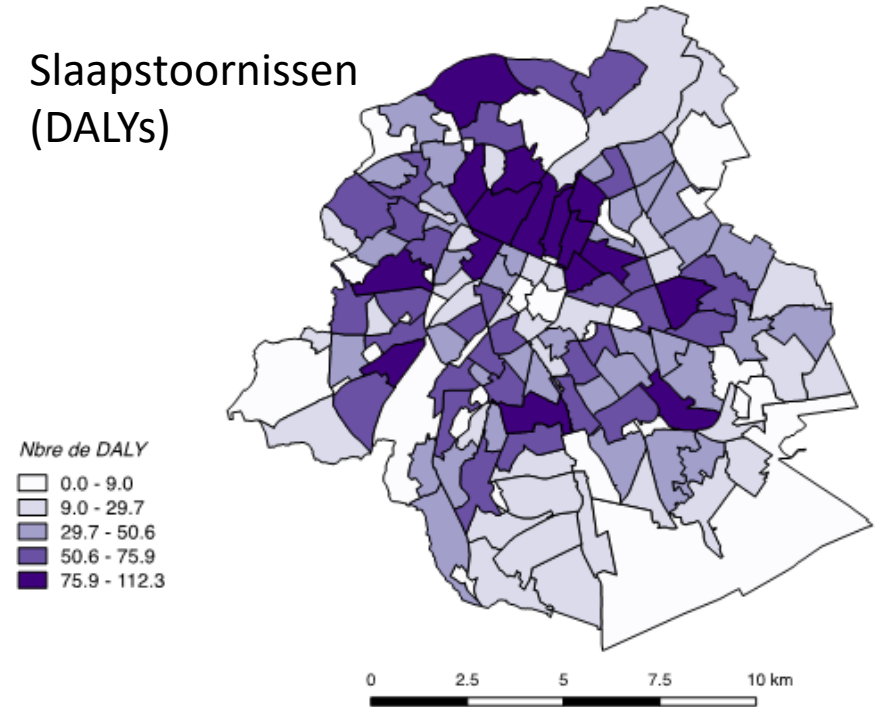 Slaapstoornissen
(DALYs)
Nbre de DALY
0.0 - 9.0
9.0 - 29.7
29.7 - 50.6
50.6 - 75.9
75.9 - 112.3
0 2.5 5 7.5 10 km